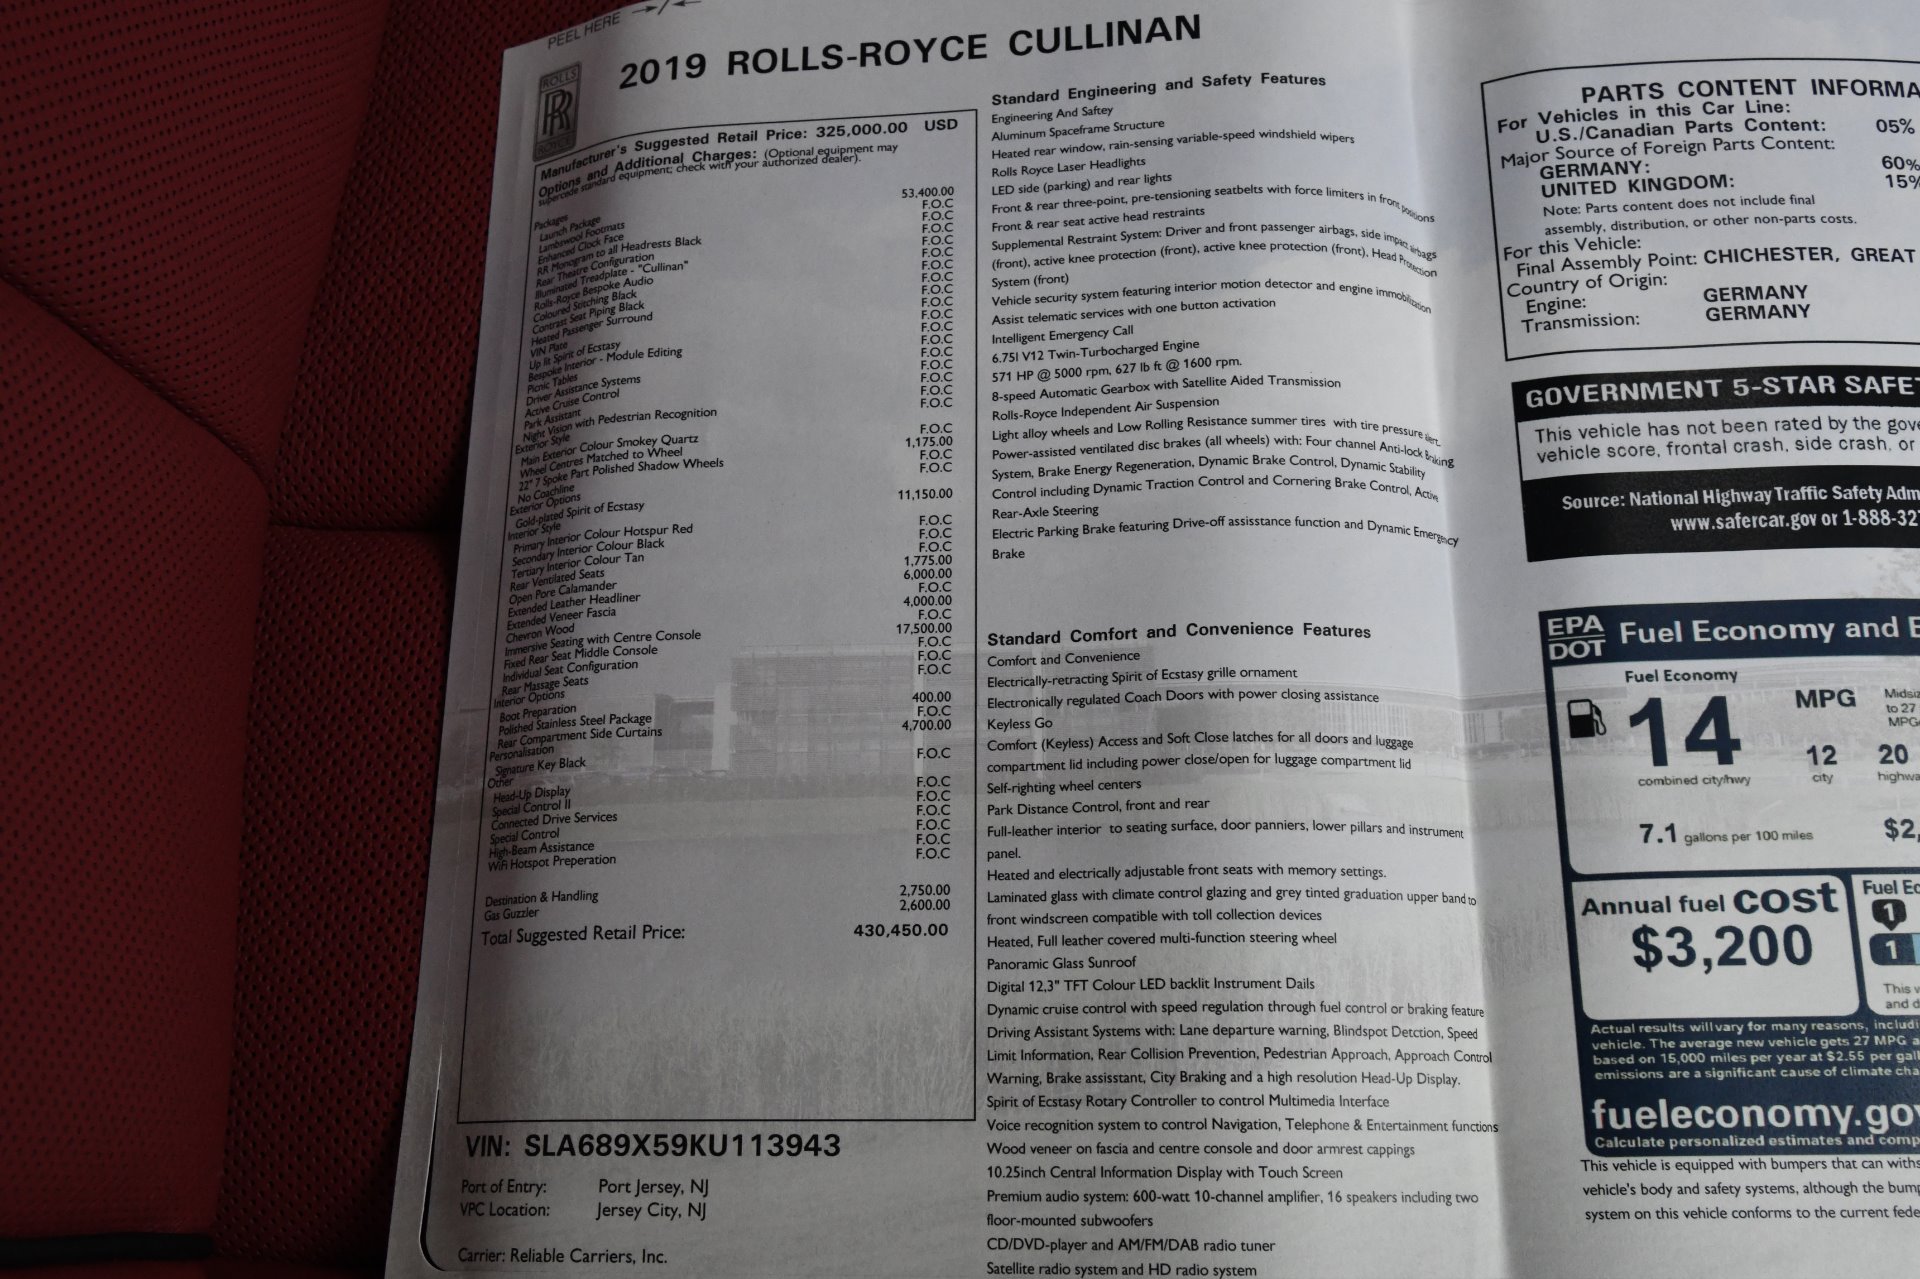 PEEL HERE
2019 ROLLS-ROYCE CULLINAN
ROLLS
RR
ROYCE
Manufacturer's Suggested Retail Price: 325,000.00 USD
Options and Additional Charges: (Optional equipment may
supercede standard equipment; check with your authorized dealer).
Packages
Launch Package 53,400.00
Lambswool Footmats F.O.C
Enhanced Clock Face F.O.C
RR Monogram to all Headrests Black F.O.C
Rear Theatre Configuration F.O.C
Illuminated Treadplate - "Cullinan" F.O.C
Rolls-Royce Bespoke Audio F.O.C
Coloured Stitching Black F.O.C
Contrast Seat Piping Black F.O.C
Heated Passenger Surround F.O.C
VIN Plate F.O.C
Up lit Spirit of Ecstasy F.O.C
Bespoke Interior - Module Editing F.O.C
Picnic Tables F.O.C
Driver Assistance Systems F.O.C
Active Cruise Control F.O.C
Park Assistant F.O.C
Night Vision with Pedestrian Recognition F.O.C
Exterior Style
Main Exterior Colour Smokey Quartz F.O.C
Wheel Centres Matched to Wheel 1,175.00
22" 7 Spoke Part Polished Shadow Wheels F.O.C
No Coachline F.O.C
Exterior Options
Gold-plated Spirit of Ecstasy 11,150.00
Interior Style
Primary Interior Colour Hotspur Red F.O.C
Secondary Interior Colour Black F.O.C
Tertiary Interior Colour Tan F.O.C
Rear Ventilated Seats 1,775.00
Open Pore Calamander 6,000.00
Extended Leather Headliner F.O.C
Extended Veneer Fascia 4,000.00
Chevron Wood F.O.C
Immersive Seating with Centre Console 17,500.00
Fixed Rear Seat Middle Console F.O.C
Individual Seat Configuration F.O.C
Rear Massage Seats F.O.C
Interior Options
Boot Preparation 400.00
Polished Stainless Steel Package F.O.C
Rear Compartment Side Curtains 4,700.00
Personalisation
Signature Key Black F.O.C
Other
Head-Up Display F.O.C
Special Control II F.O.C
Connected Drive Services F.O.C
Special Control F.O.C
High-Beam Assistance F.O.C
Wifi Hotspot Preperation F.O.C
Destination & Handling 2,750.00
Gas Guzzler 2,600.00
Total Suggested Retail Price: 430,450.00
VIN: SLA689X59KU113943
Port of Entry: Port Jersey, NJ
VPC Location: Jersey City, NJ
Carrier: Reliable Carriers, Inc.
Standard Engineering and Safety Features
Engineering And Saftey
Aluminum Spaceframe Structure
Heated rear window, rain-sensing variable-speed windshield wipers
Rolls Royce Laser Headlights
LED side (parking) and rear lights
Front & rear three-point, pre-tensioning seatbelts with force limiters in front positions
Front & rear seat active head restraints
Supplemental Restraint System: Driver and front passenger airbags, side impact airbags
(front), active knee protection (front), active knee protection (front), Head Protection
System (front)
Vehicle security system featuring interior motion detector and engine immobilization
Assist telematic services with one button activation
Intelligent Emergency Call
6.75l V12 Twin-Turbocharged Engine
571 HP @ 5000 rpm, 627 lb ft @ 1600 rpm.
8-speed Automatic Gearbox with Satellite Aided Transmission
Rolls-Royce Independent Air Suspension
Light alloy wheels and Low Rolling Resistance summer tires with tire pressure alert.
Power-assisted ventilated disc brakes (all wheels) with: Four channel Anti-lock Braking
System, Brake Energy Regeneration, Dynamic Brake Control, Dynamic Stability
Control including Dynamic Traction Control and Cornering Brake Control, Active
Rear-Axle Steering
Electric Parking Brake featuring Drive-off assisstance function and Dynamic Emergency
Brake
Standard Comfort and Convenience Features
Comfort and Convenience
Electrically-retracting Spirit of Ecstasy grille ornament
Electronically regulated Coach Doors with power closing assistance
Keyless Go
Comfort (Keyless) Access and Soft Close latches for all doors and luggage
compartment lid including power close/open for luggage compartment lid
Self-righting wheel centers
Park Distance Control, front and rear
Full-leather interior to seating surface, door panniers, lower pillars and instrument
panel.
Heated and electrically adjustable front seats with memory settings.
Laminated glass with climate control glazing and grey tinted graduation upper band to
front windscreen compatible with toll collection devices
Heated, Full leather covered multi-function steering wheel
Panoramic Glass Sunroof
Digital 12,3" TFT Colour LED backlit Instrument Dails
Dynamic cruise control with speed regulation through fuel control or braking feature
Driving Assistant Systems with: Lane departure warning, Blindspot Detction, Speed
Limit Information, Rear Collision Prevention, Pedestrian Approach, Approach Control
Warning, Brake assisstant, City Braking and a high resolution Head-Up Display.
Spirit of Ecstasy Rotary Controller to control Multimedia Interface
Voice recognition system to control Navigation, Telephone & Entertainment functions
Wood veneer on fascia and centre console and door armrest cappings
10.25inch Central Information Display with Touch Screen
Premium audio system: 600-watt 10-channel amplifier, 16 speakers including two
floor-mounted subwoofers
CD/DVD-player and AM/FM/DAB radio tuner
Satellite radio system and HD radio system
PARTS CONTENT INFORMA
For Vehicles in this Car Line:
U.S./Canadian Parts Content: 05%
Major Source of Foreign Parts Content:
GERMANY: 60%
UNITED KINGDOM: 15%
Note: Parts content does not include final
assembly, distribution, or other non-parts costs.
For this Vehicle:
Final Assembly Point: CHICHESTER, GREAT
Country of Origin:
Engine: GERMANY
Transmission: GERMANY
GOVERNMENT 5-STAR SAFE
This vehicle has not been rated by the gove
vehicle score, frontal crash, side crash, or
Source: National Highway Traffic Safety Adm
www.safercar.gov or 1-888-327
EPA
DOT
Fuel Economy and E
Fuel Economy
14 MPG
Midsiz
to 27
MPG
combined city/hwy
12 20
city highwa
7.1 gallons per 100 miles
$2,
Annual fuel cost
$3,200
Fuel Ec
1
1
This v
and d
Actual results will vary for many reasons, includi
vehicle. The average new vehicle gets 27 MPG a
based on 15,000 miles per year at $2.55 per gall
emissions are a significant cause of climate cha
fueleconomy.gov
Calculate personalized estimates and comp
This vehicle is equipped with bumpers that can withs
vehicle's body and safety systems, although the bump
system on this vehicle conforms to the current fede